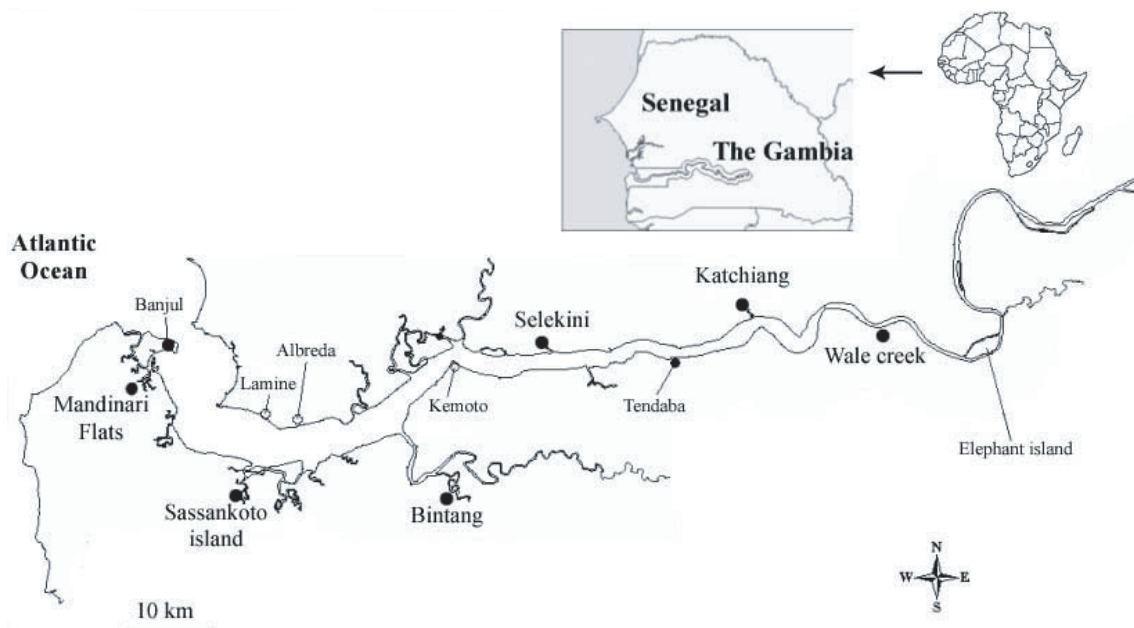 Senegal
The Gambia
Atlantic
Ocean
Banjul
Katchiang
Selekini
Albreda
Lamine
Wale creek
Mandinari
Flats
Kemoto
Tendaba
Elephant island
Sassankoto
island
Bintang
N
W E
S
10 km